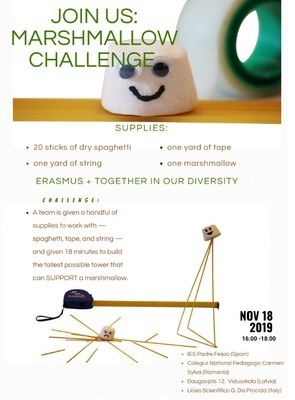 JOIN US:
MARSHMALLOW
CHALLENGE
SUPPLIES:
• 20 sticks of dry spaghetti
• one yard of tape
• one yard of string
• one marshmallow
ERASMUS + TOGETHER IN OUR DIVERSITY
CHALLENGE:
• A team is given a handful of
supplies to work with —
spaghetti, tape, and string —
and given 18 minutes to build
the tallest possible tower that
can SUPPORT a marshmallow.
NOV 18
2019
16:00 -18:00
• IES Padre Feijoo (Spain)
• Colegiul National Pedagogic Carmen
Sylva (Romania)
• Daugavpils 12. Vidusskola (Latvia)
• Liceo Scientifico G. Da Procida (Italy)